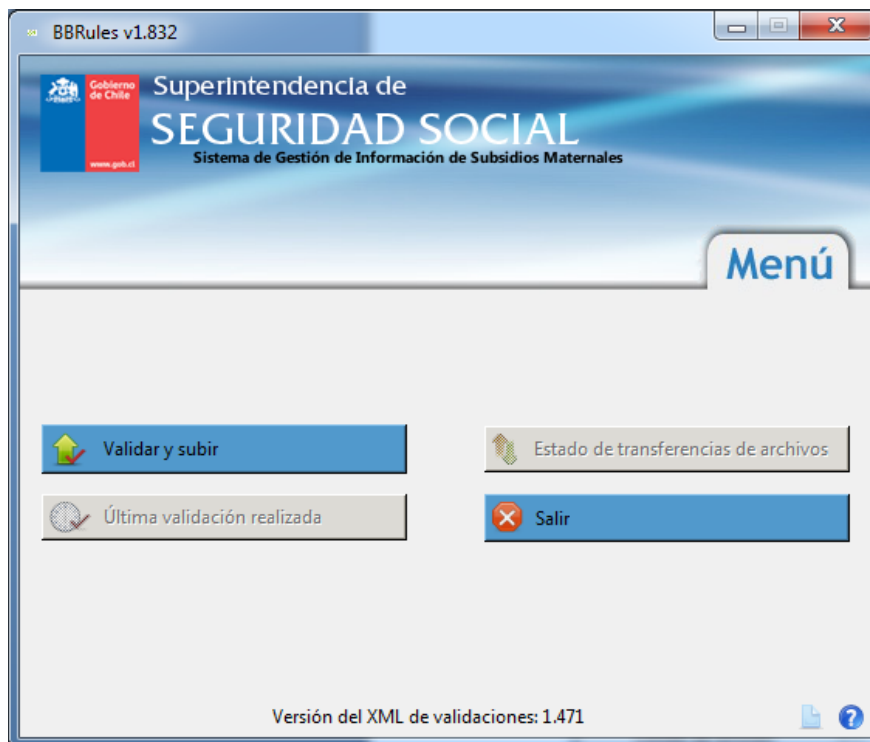 BBRules v1.832
Gobierno
de Chile
www.gob.cl
Superintendencia de
SEGURIDAD SOCIAL
Sistema de Gestión de Información de Subsidios Maternales
Menú
Validar y subir
Estado de transferencias de archivos
Última validación realizada
Salir
Versión del XML de validaciones: 1.471